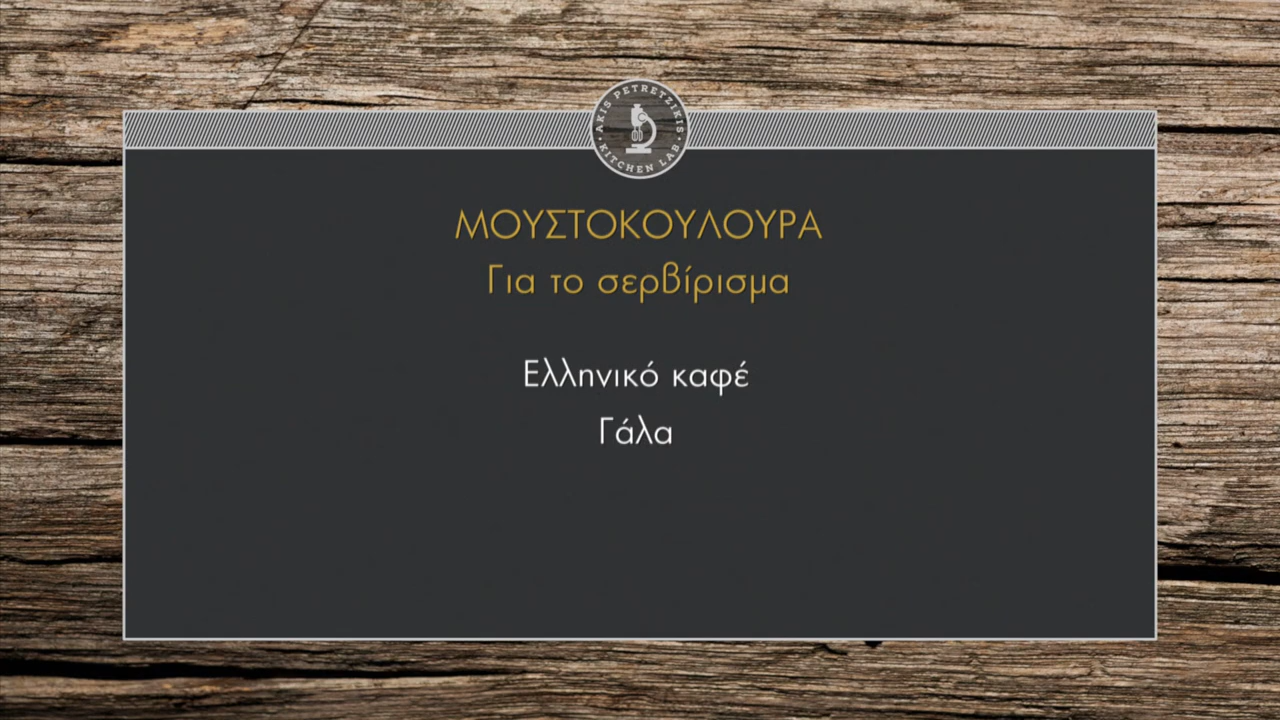 AKIS PETRETZIKIS
KITCHEN LAB
ΜΟΥΣΤΟΚΟΥΛΟΥΡΑ
Για το σερβίρισμα
Ελληνικό καφέ
Γάλα